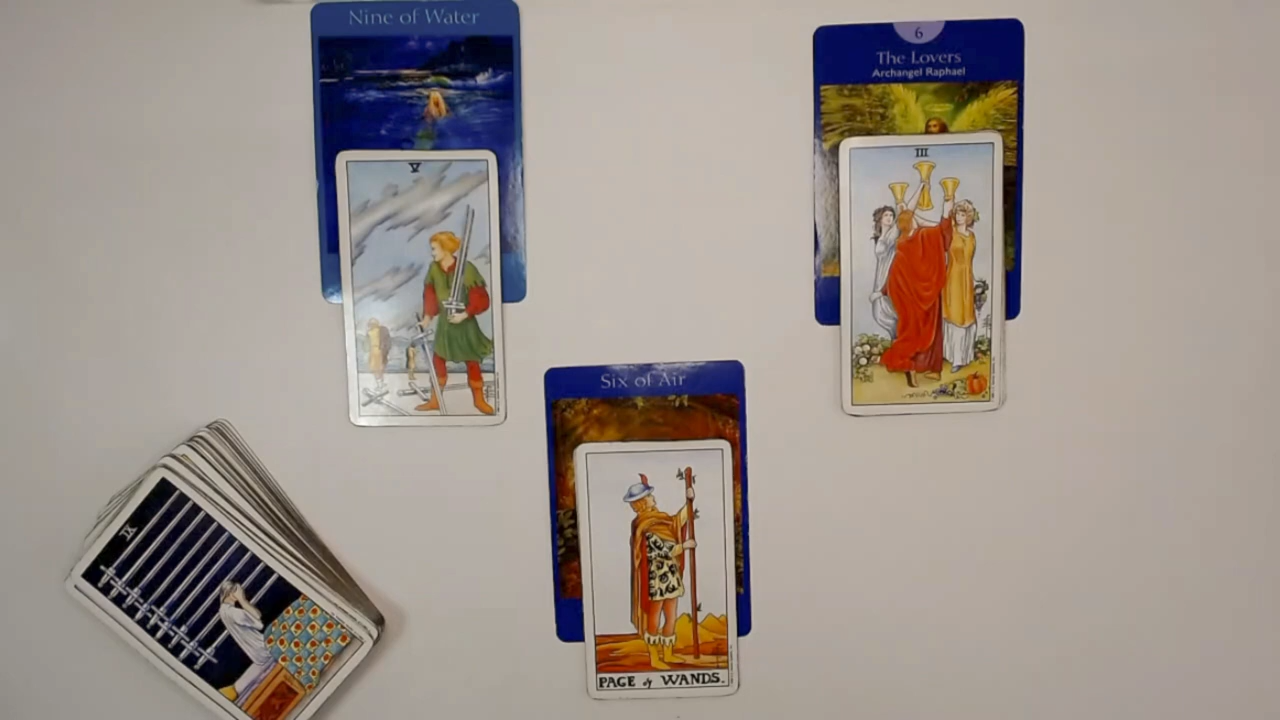 Nine of Water
6
The Lovers
Archangel Raphael
V
III
Six of Air
IX
PAGE of WANDS.